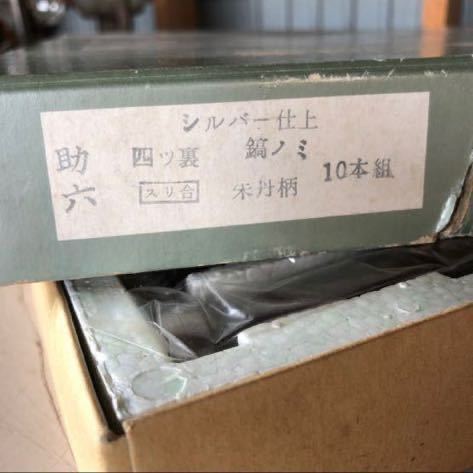 シルバー仕上
助六
四ツ裏 鎬ノミ
スリ合 朱丹柄
10本組